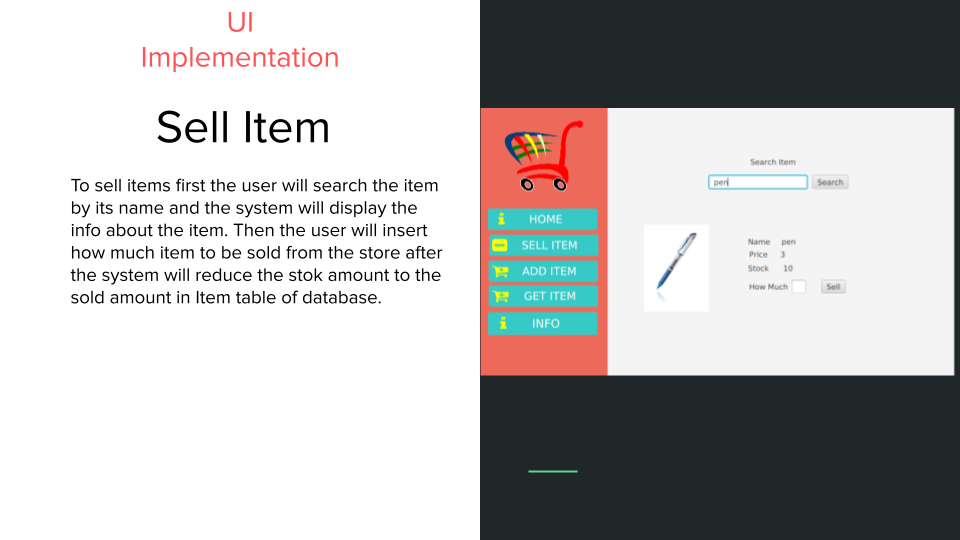 UI
Implementation
Sell Item
To sell items first the user will search the item
by its name and the system will display the
info about the item. Then the user will insert
how much item to be sold from the store after
the system will reduce the stok amount to the
sold amount in Item table of database.
HOME
SELL ITEM
ADD ITEM
GET ITEM
INFO
Search Item
pen Search
Name pen
Price 3
Stock 10
How Much Sell